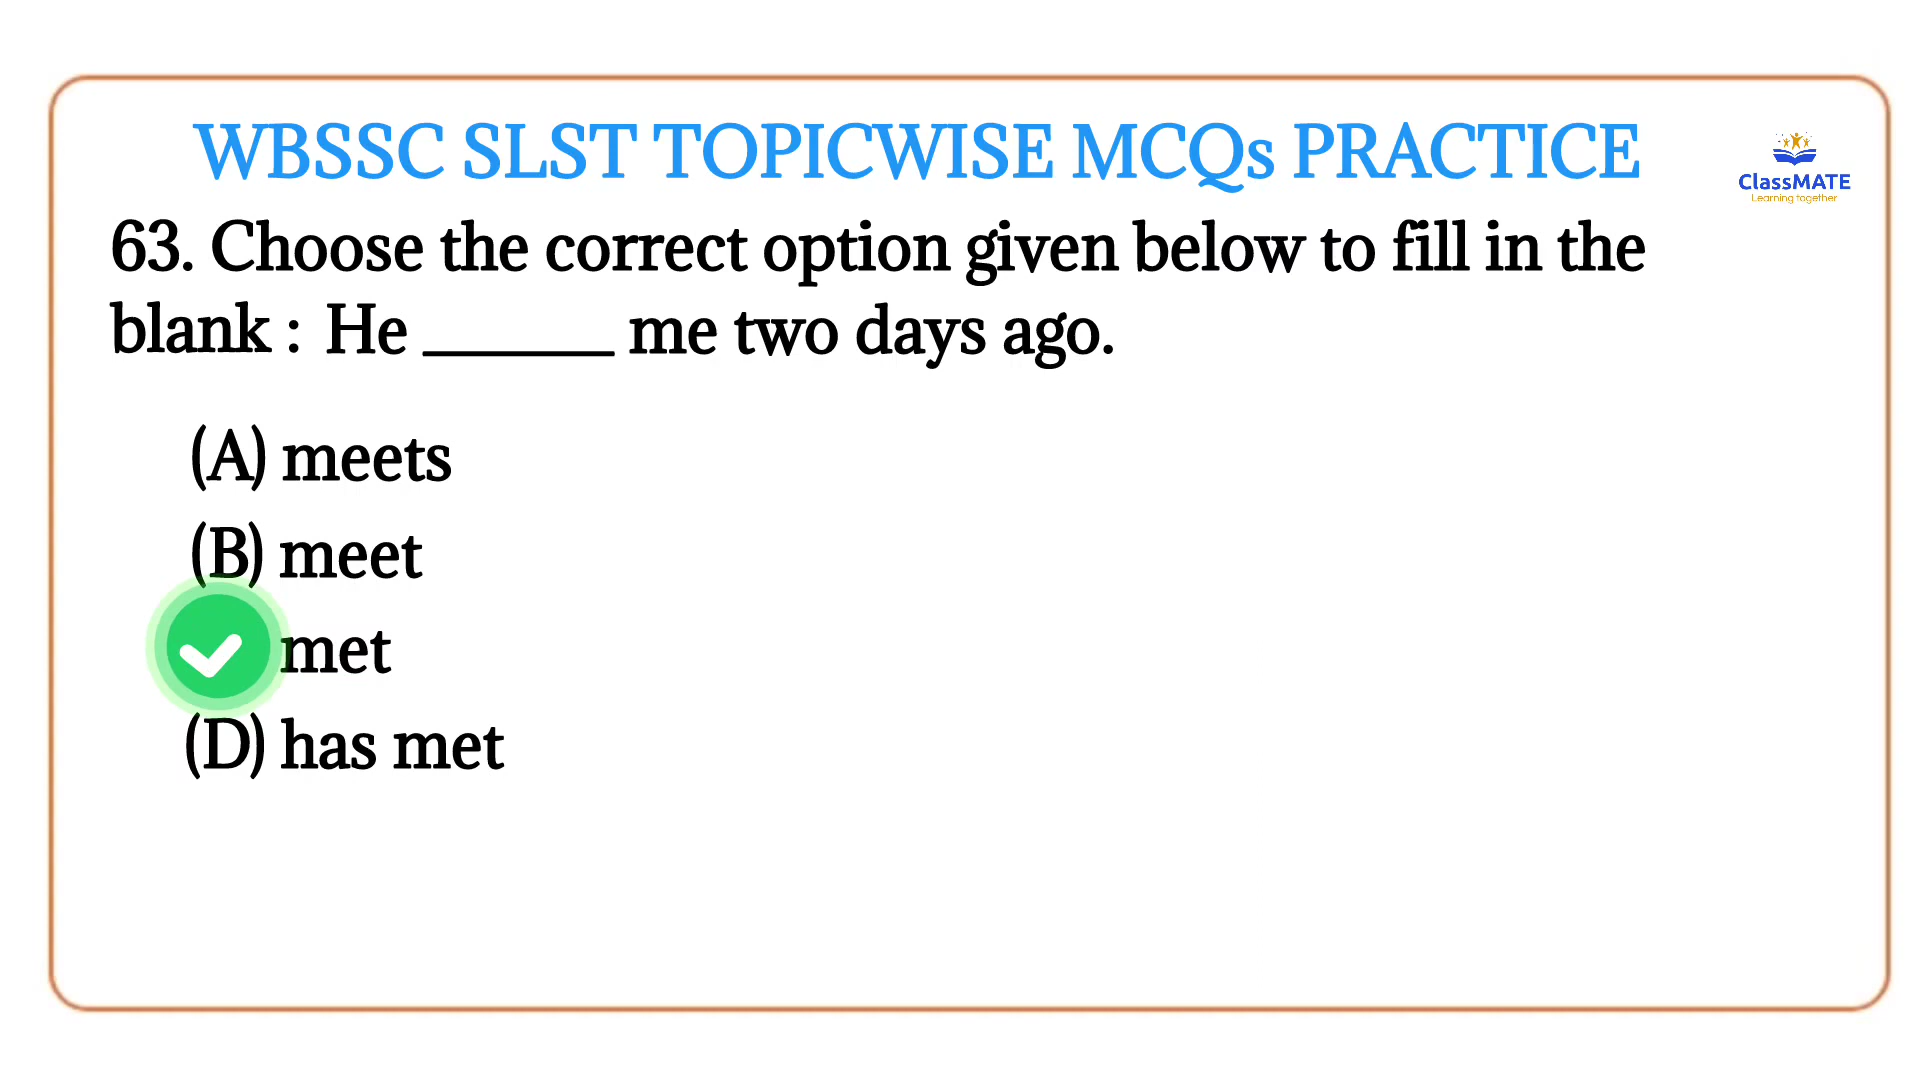 WBSSC SLST TOPICWISE MCQs PRACTICE
ClassMATE
Learning together
63. Choose the correct option given below to fill in the
blank : He ______ me two days ago.
(A) meets
(B) meet
met
(D) has met